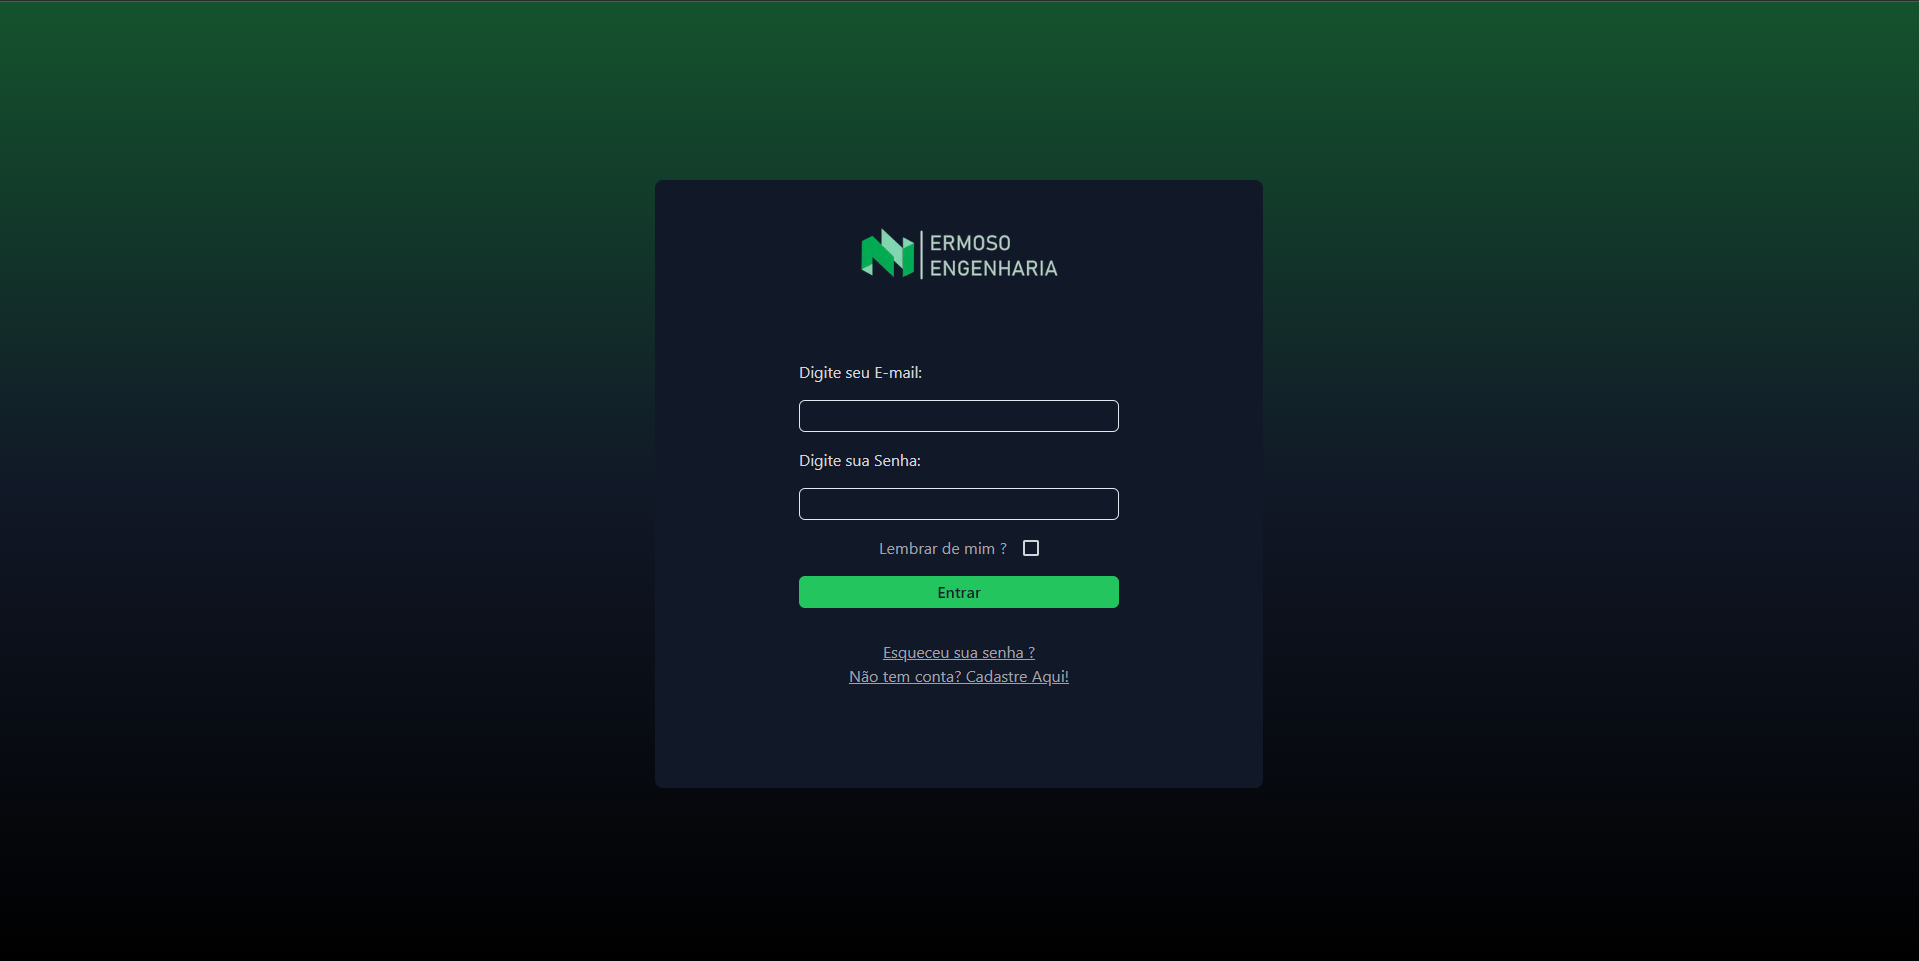 ERMOSO
ENGENHARIA
Digite seu E-mail:
Digite sua Senha:
Lembrar de mim ?
Entrar
Esqueceu sua senha ?
Não tem conta? Cadastre Aqui!